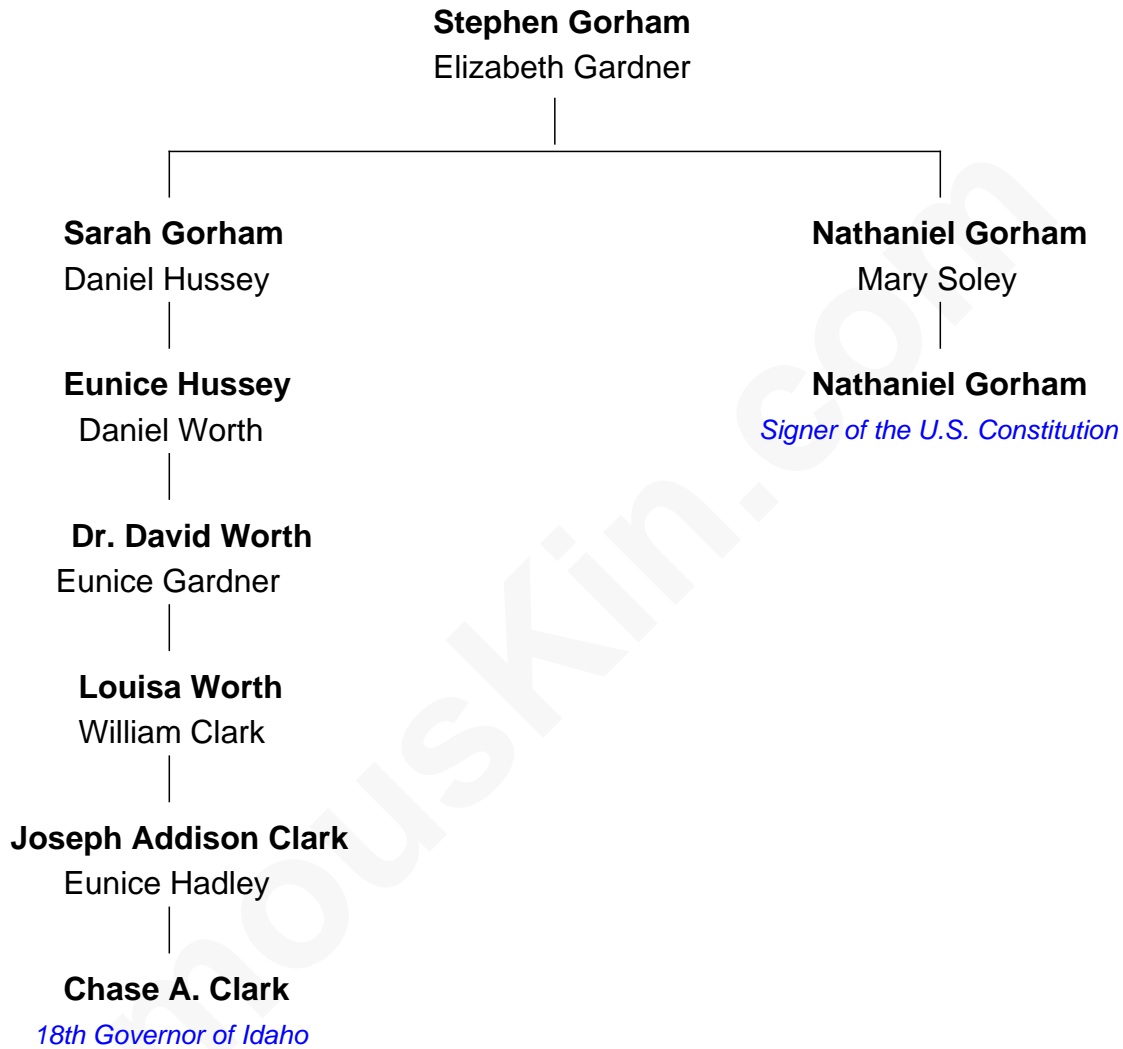 Stephen Gorham
Elizabeth Gardner
Sarah Gorham
Daniel Hussey
Nathaniel Gorham
Mary Soley
Eunice Hussey
Daniel Worth
Nathaniel Gorham
Signer of the U.S. Constitution
Dr. David Worth
Eunice Gardner
Louisa Worth
William Clark
Joseph Addison Clark
Eunice Hadley
Chase A. Clark
18th Governor of Idaho
mouskin.com